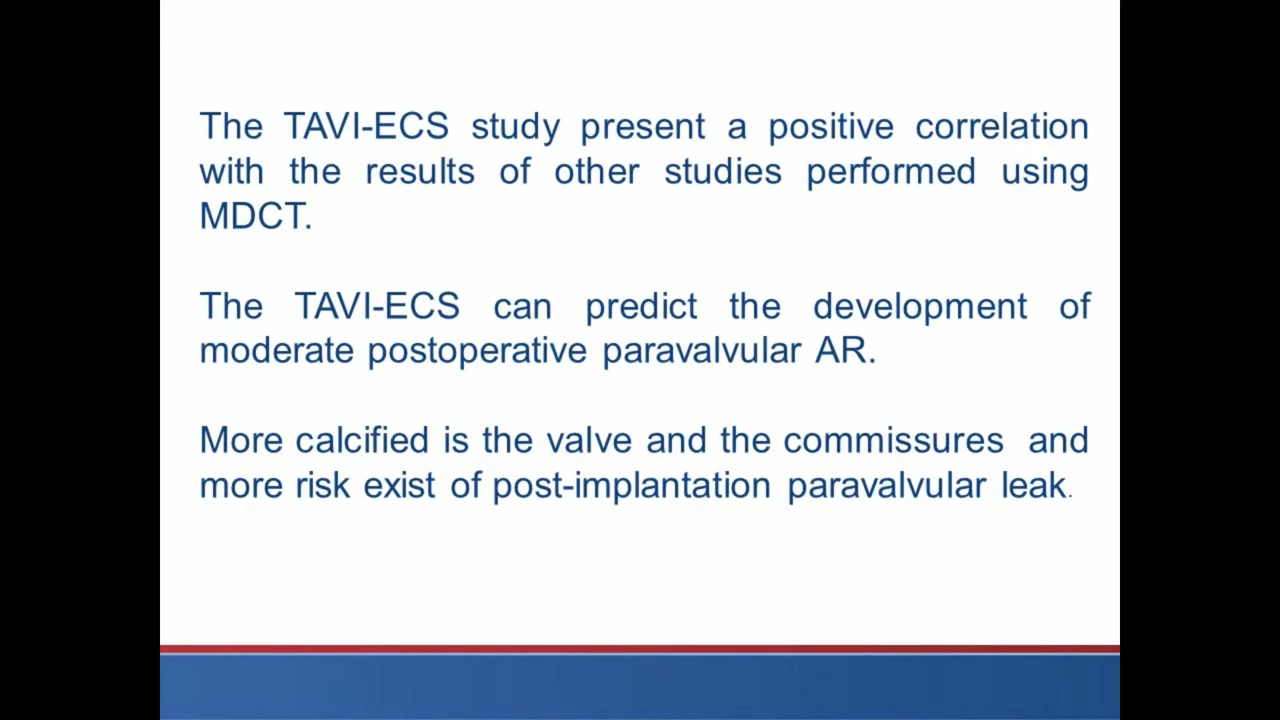 The TAVI-ECS study present a positive correlation
with the results of other studies performed using
MDCT.
The TAVI-ECS can predict the development of
moderate postoperative paravalvular AR.
More calcified is the valve and the commissures and
more risk exist of post-implantation paravalvular leak.